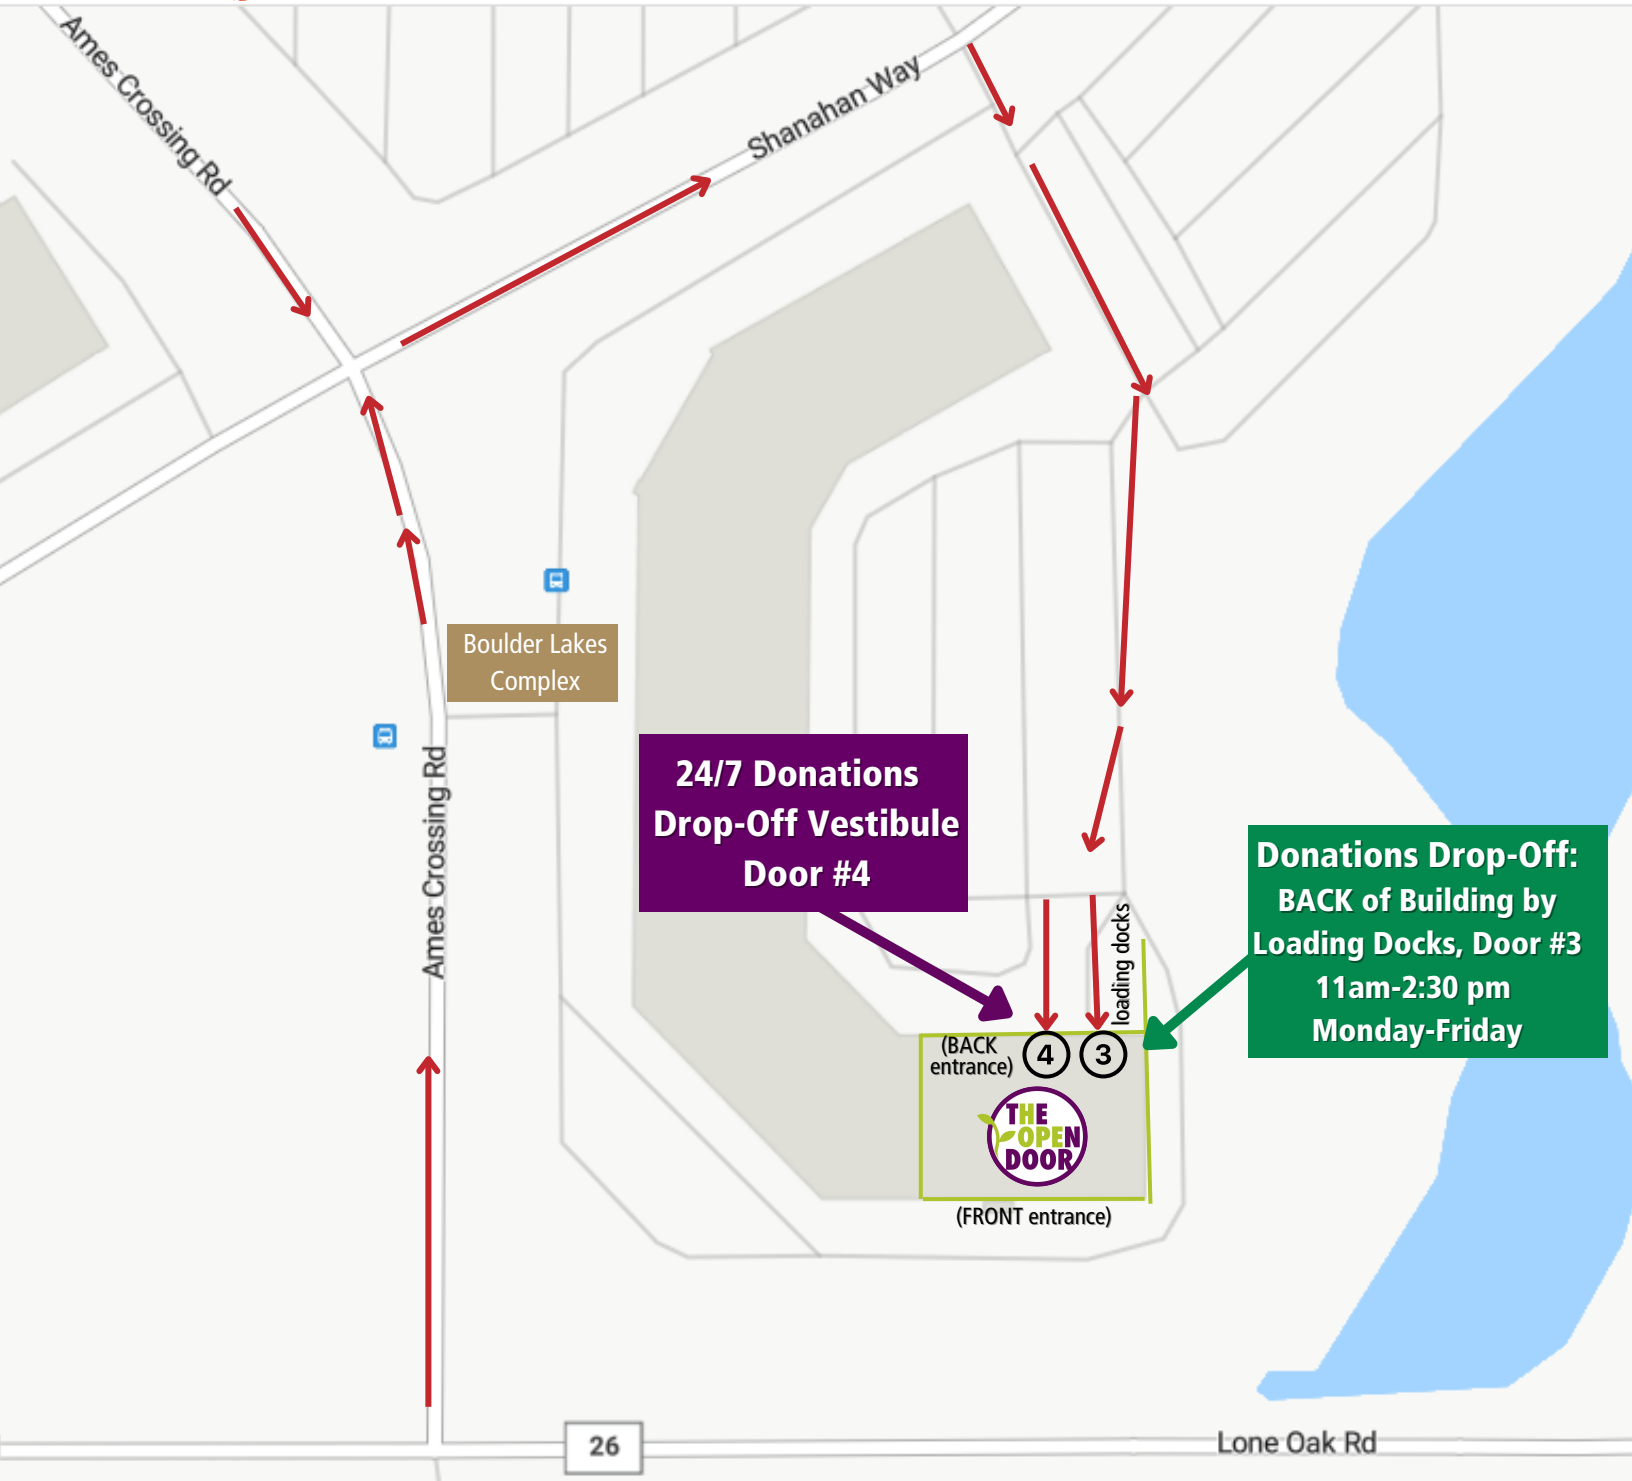 Ames Crossing Rd
Shanahan Way
Boulder Lakes
Complex
24/7 Donations
Drop-Off Vestibule
Door #4
Ames Crossing Rd
Donations Drop-Off:
BACK of Building by
Loading Docks, Door #3
11am-2:30 pm
Monday-Friday
loading docks
(BACK
entrance)
4
3
THE
OPEN
DOOR
(FRONT entrance)
26
Lone Oak Rd